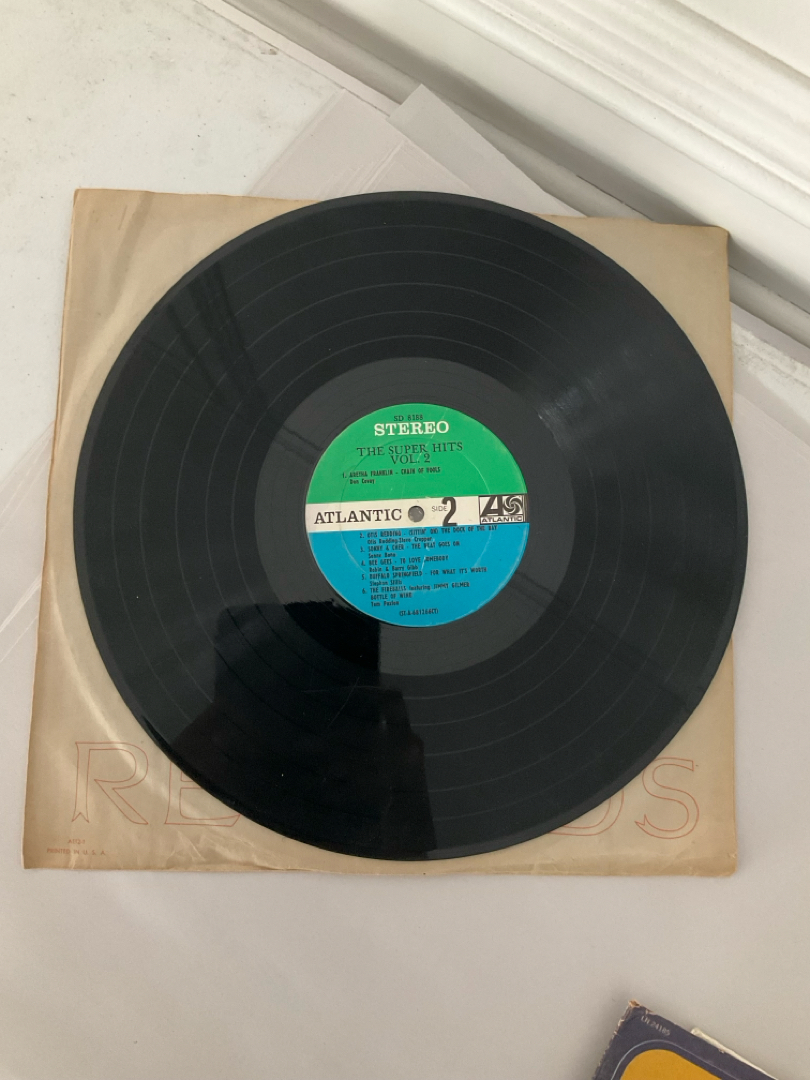 SD 8188
STEREO
THE SUPER HITS
VOL. 2
1. ARETHA FRANKLIN - CHAIN OF FOOLS
Don Covay
ATLANTIC
SIDE 2
ATLANTIC
2. OTIS REDDING - (SITTIN' ON) THE DOCK OF THE BAY
Otis Redding-Steve Cropper
3. SONNY & CHER - THE BEAT GOES ON
Sonny Bono
4. BEE GEES - TO LOVE SOMEBODY
Robin & Barry Gibb
5. BUFFALO SPRINGFIELD - FOR WHAT IT'S WORTH
Stephen Stills
6. THE FIREBALLS featuring JIMMY GILMER
BOTTLE OF WINE
Tom Paxton
RE DS
PRINTED IN U. S. A.